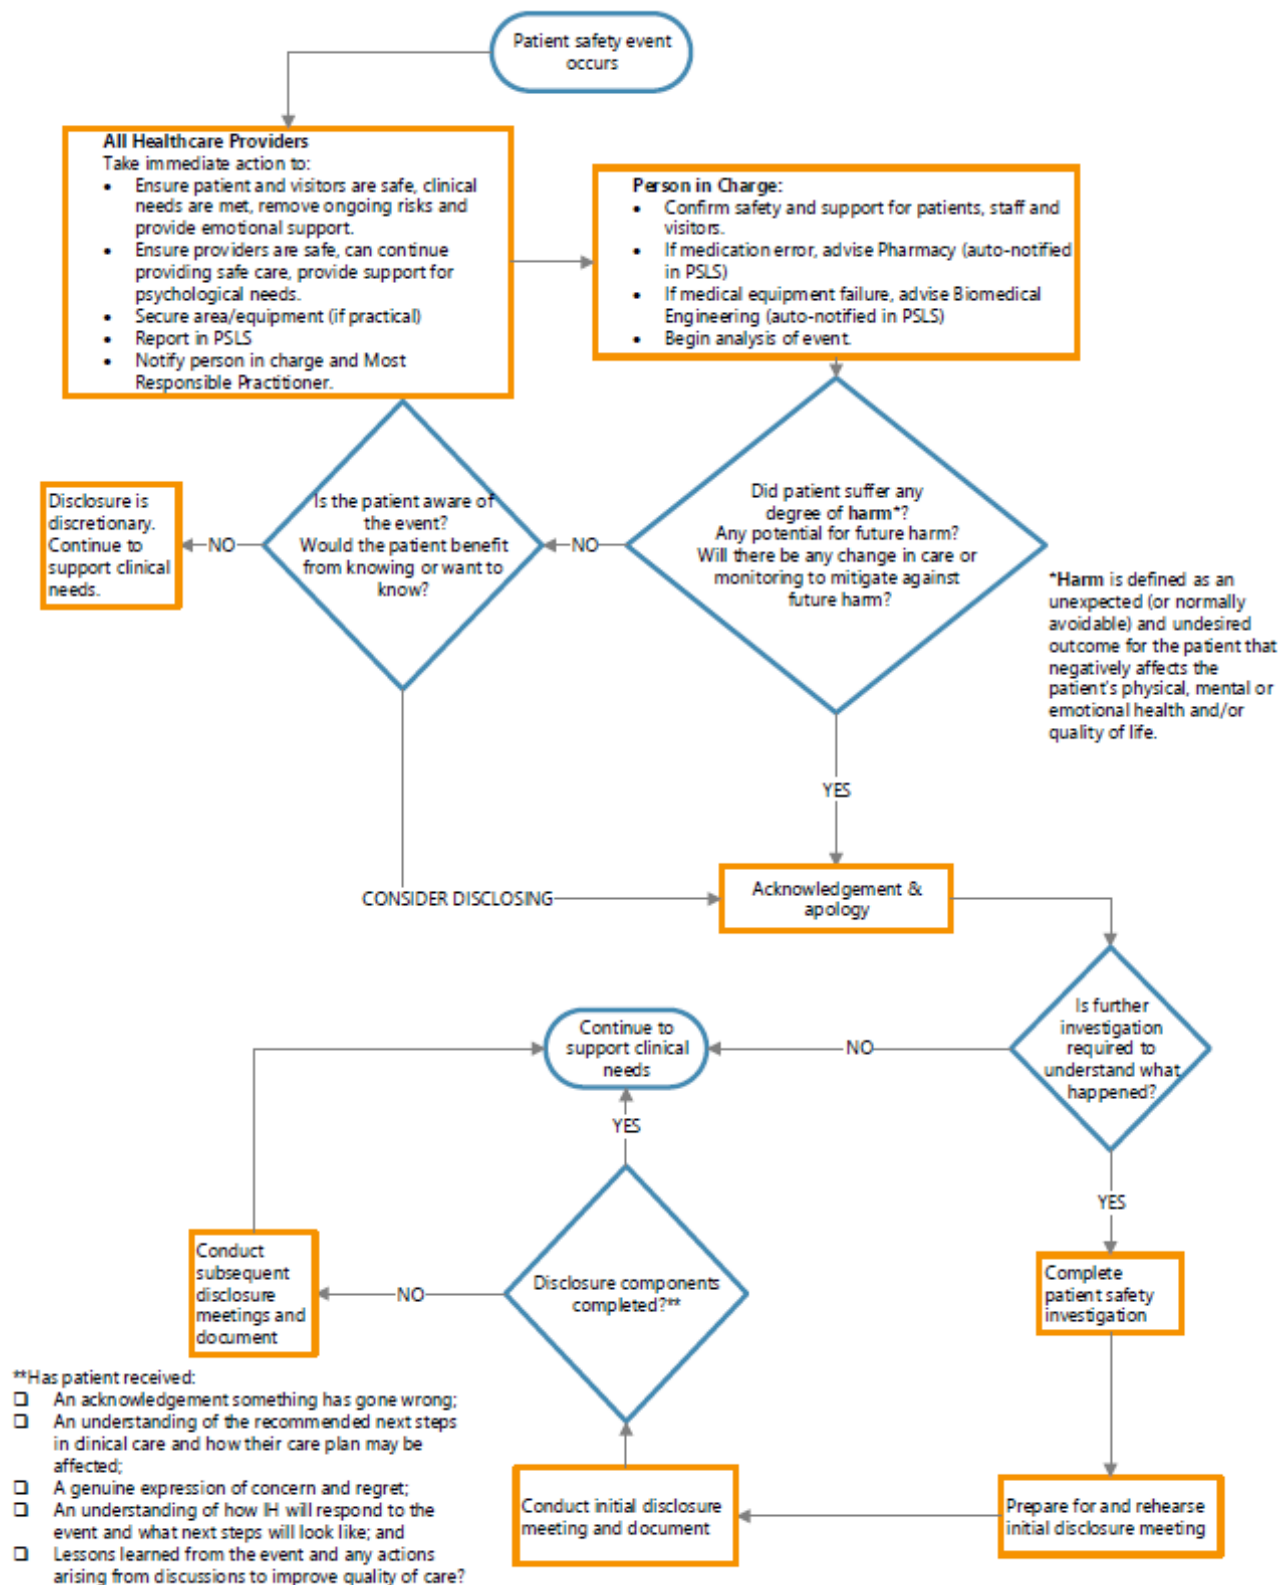 Patient safety event
occurs
All Healthcare Providers
Take immediate action to:
• Ensure patient and visitors are safe, clinical
needs are met, remove ongoing risks and
provide emotional support.
• Ensure providers are safe, can continue
providing safe care, provide support for
psychological needs.
• Secure area/equipment (if practical)
• Report in PSLS
• Notify person in charge and Most
Responsible Practitioner.
Person in Charge:
• Confirm safety and support for patients, staff and
visitors.
• If medication error, advise Pharmacy (auto-notified
in PSLS)
• If medical equipment failure, advise Biomedical
Engineering (auto-notified in PSLS)
• Begin analysis of event.
Did patient suffer any
degree of harm*?
Any potential for future harm?
Will there be any change in care or
monitoring to mitigate against
future harm?
NO
Is the patient aware of
the event?
Would the patient benefit
from knowing or want to
know?
NO
Disclosure is
discretionary.
Continue to
support clinical
needs.
*Harm is defined as an
unexpected (or normally
avoidable) and undesired
outcome for the patient that
negatively affects the
patient's physical, mental or
emotional health and/or
quality of life.
YES
CONSIDER DISCLOSING
Acknowledgement &
apology
Is further
investigation
required to
understand what
happened?
NO
Continue to
support clinical
needs
YES
YES
Complete
patient safety
investigation
Prepare for and rehearse
initial disclosure meeting
Conduct initial disclosure
meeting and document
Disclosure components
completed?**
NO
Conduct
subsequent
disclosure
meetings and
document
**Has patient received:
❑ An acknowledgement something has gone wrong;
❑ An understanding of the recommended next steps
in clinical care and how their care plan may be
affected;
❑ A genuine expression of concern and regret;
❑ An understanding of how IH will respond to the
event and what next steps will look like; and
❑ Lessons learned from the event and any actions
arising from discussions to improve quality of care?